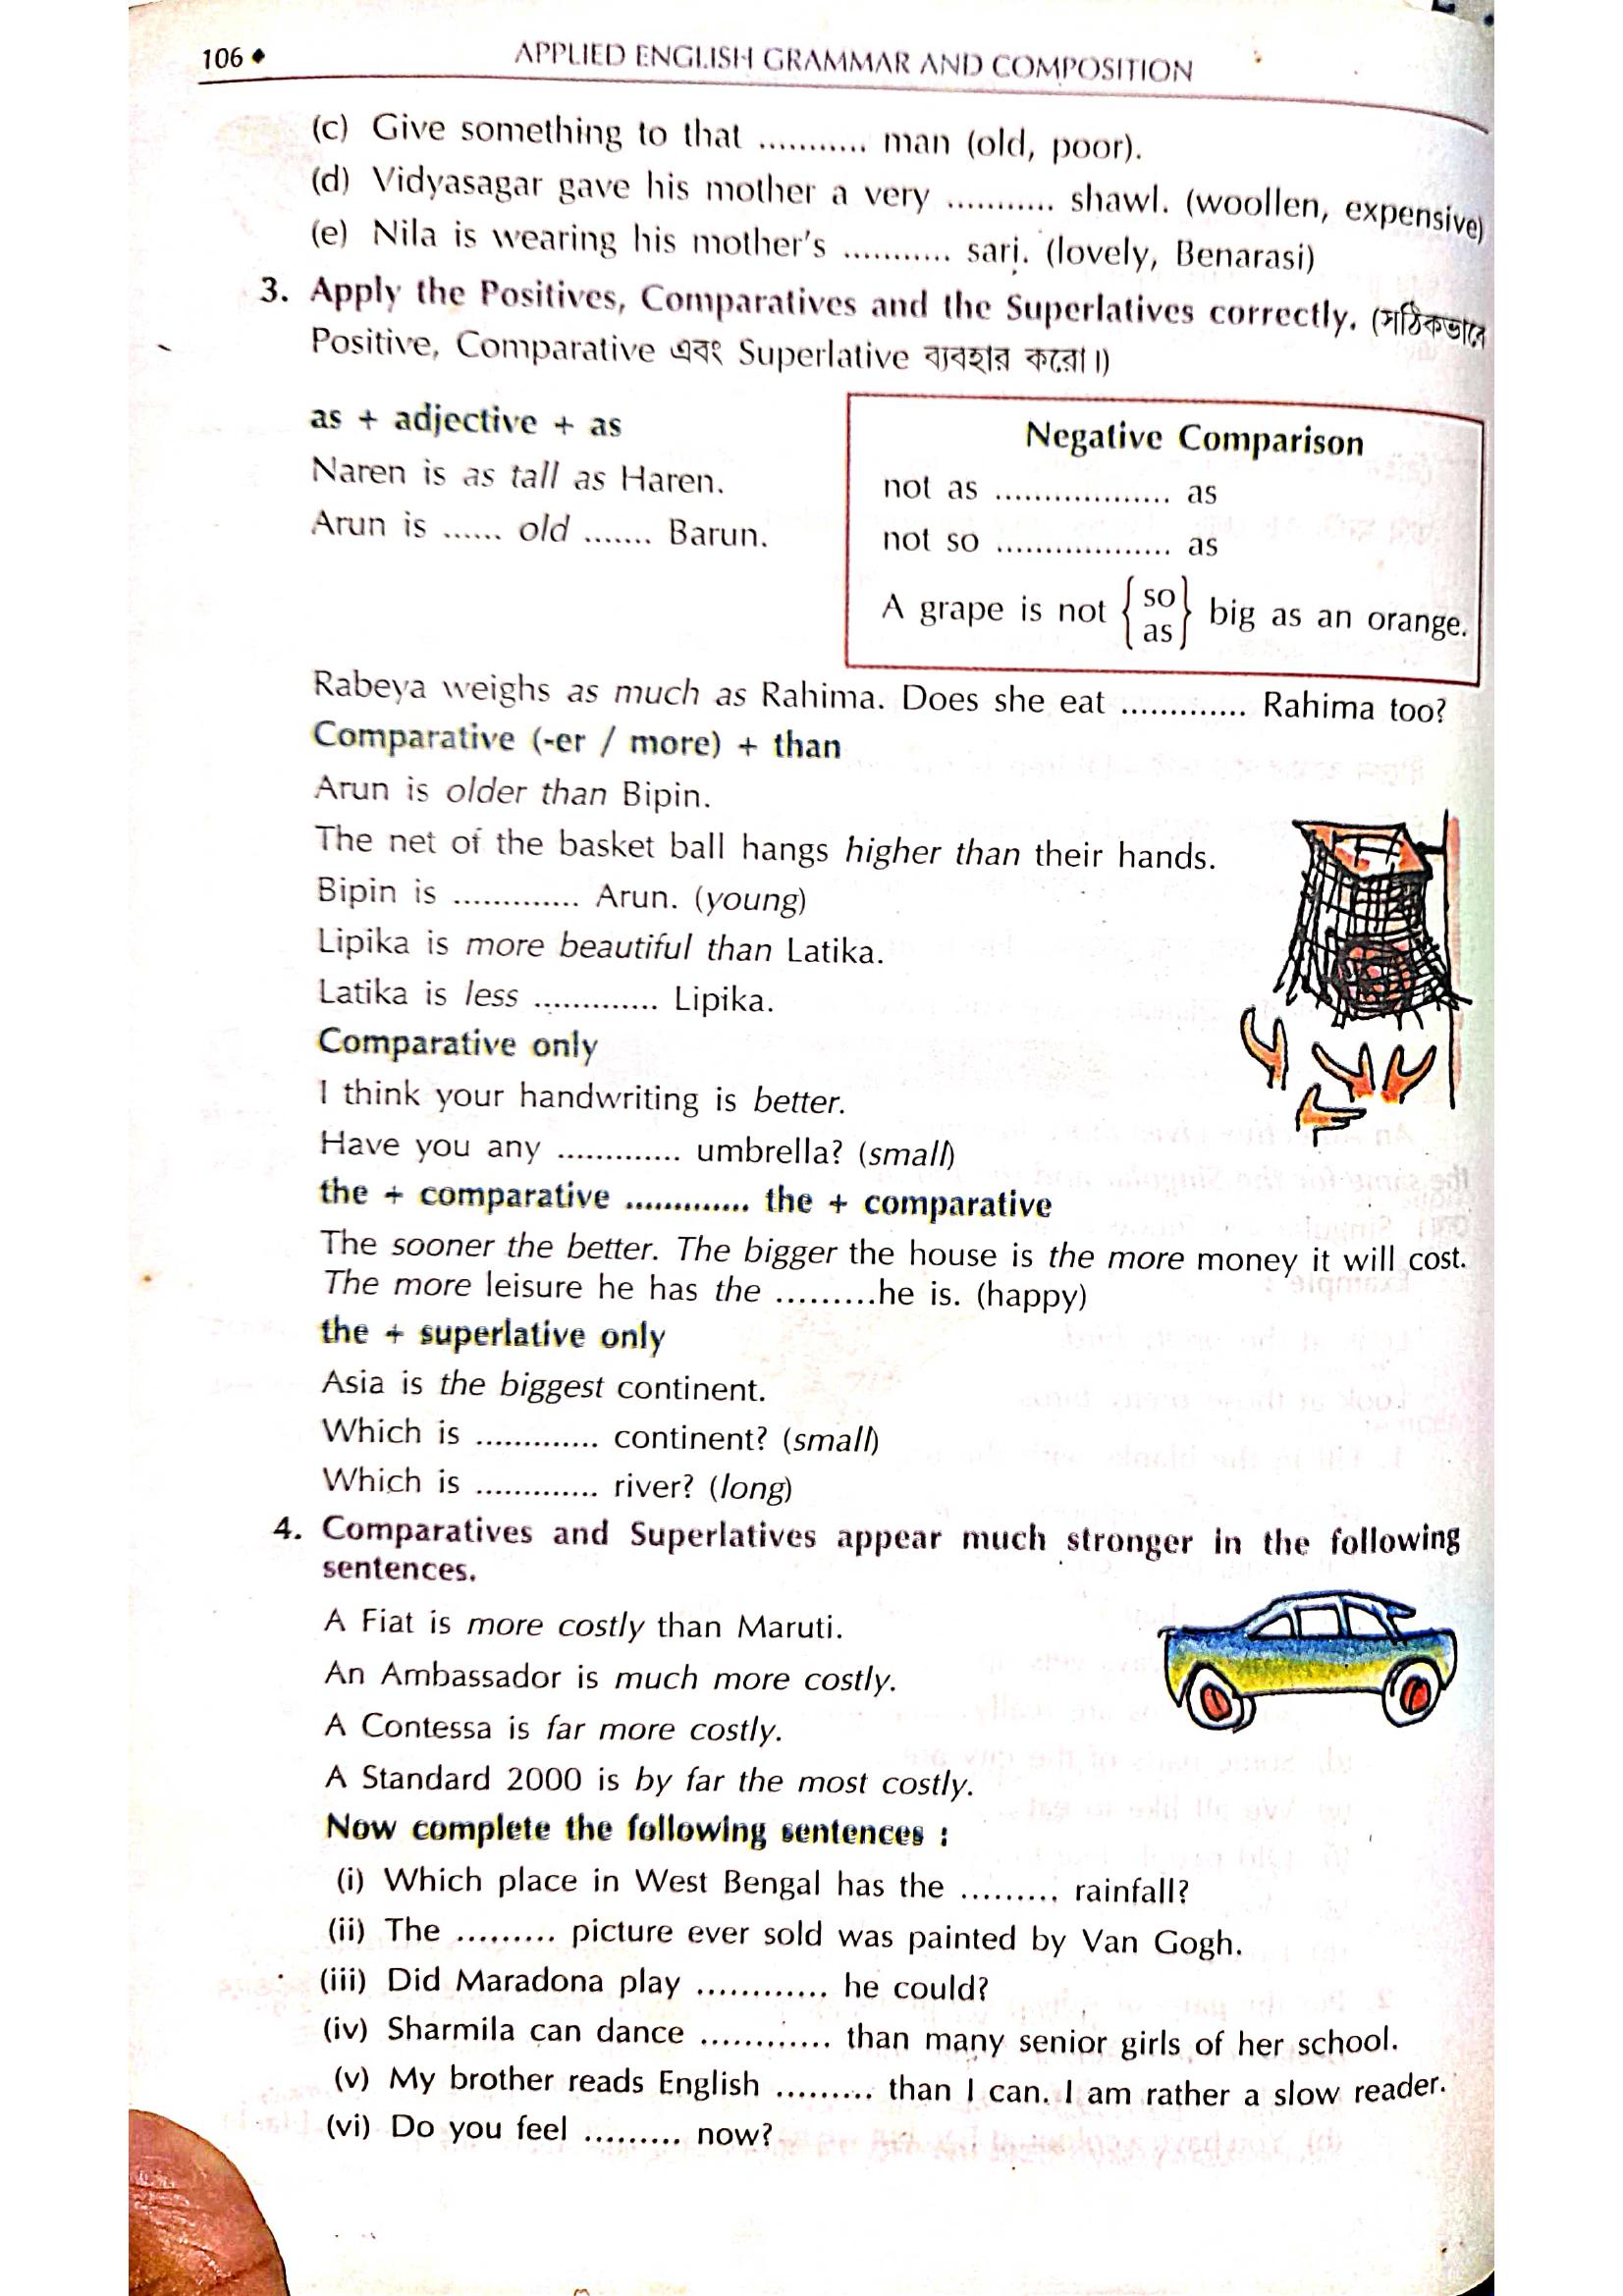 106 ◆ APPLIED ENGLISH GRAMMAR AND COMPOSITION
(c) Give something to that ........... man (old, poor).
(d) Vidyasagar gave his mother a very ........... shawl. (woollen, expensive)
(e) Nila is wearing his mother's ........... sari. (lovely, Benarasi)
3. Apply the Positives, Comparatives and the Superlatives correctly. (সঠিকভাবে
Positive, Comparative এবং Superlative ব্যবহার করো।)
as + adjective + as
Naren is as tall as Haren.
Arun is ...... old ....... Barun.
Negative Comparison
not as .................. as
not so .................. as
A grape is not { so / as } big as an orange.
Rabeya weighs as much as Rahima. Does she eat ............. Rahima too?
Comparative (-er / more) + than
Arun is older than Bipin.
The net of the basket ball hangs higher than their hands.
Bipin is ............. Arun. (young)
Lipika is more beautiful than Latika.
Latika is less ............. Lipika.
Comparative only
I think your handwriting is better.
Have you any ............. umbrella? (small)
the + comparative ............. the + comparative
The sooner the better. The bigger the house is the more money it will cost.
The more leisure he has the ..........he is. (happy)
the + superlative only
Asia is the biggest continent.
Which is ............. continent? (small)
Which is ............. river? (long)
4. Comparatives and Superlatives appear much stronger in the following
sentences.
A Fiat is more costly than Maruti.
An Ambassador is much more costly.
A Contessa is far more costly.
A Standard 2000 is by far the most costly.
Now complete the following sentences :
(i) Which place in West Bengal has the .......... rainfall?
(ii) The .......... picture ever sold was painted by Van Gogh.
(iii) Did Maradona play ............. he could?
(iv) Sharmila can dance ............. than many senior girls of her school.
(v) My brother reads English .......... than I can. I am rather a slow reader.
(vi) Do you feel .......... now?